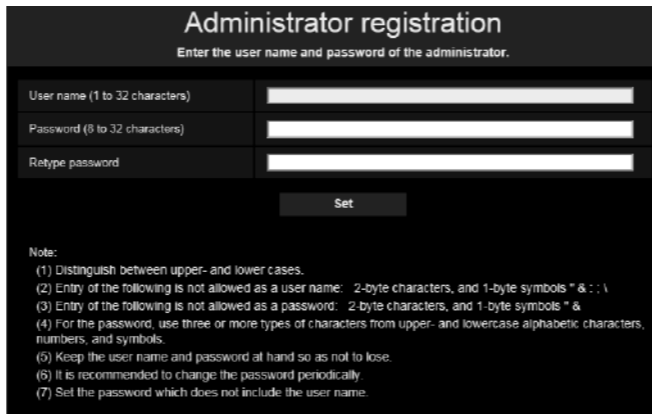 Administrator registration
Enter the user name and password of the administrator.
User name (1 to 32 characters)
Password (8 to 32 characters)
Retype password
Set
Note:
(1) Distinguish between upper- and lower cases.
(2) Entry of the following is not allowed as a user name: 2-byte characters, and 1-byte symbols " & : ; \
(3) Entry of the following is not allowed as a password: 2-byte characters, and 1-byte symbols " &
(4) For the password, use three or more types of characters from upper- and lowercase alphabetic characters,
numbers, and symbols.
(5) Keep the user name and password at hand so as not to lose.
(6) It is recommended to change the password periodically.
(7) Set the password which does not include the user name.